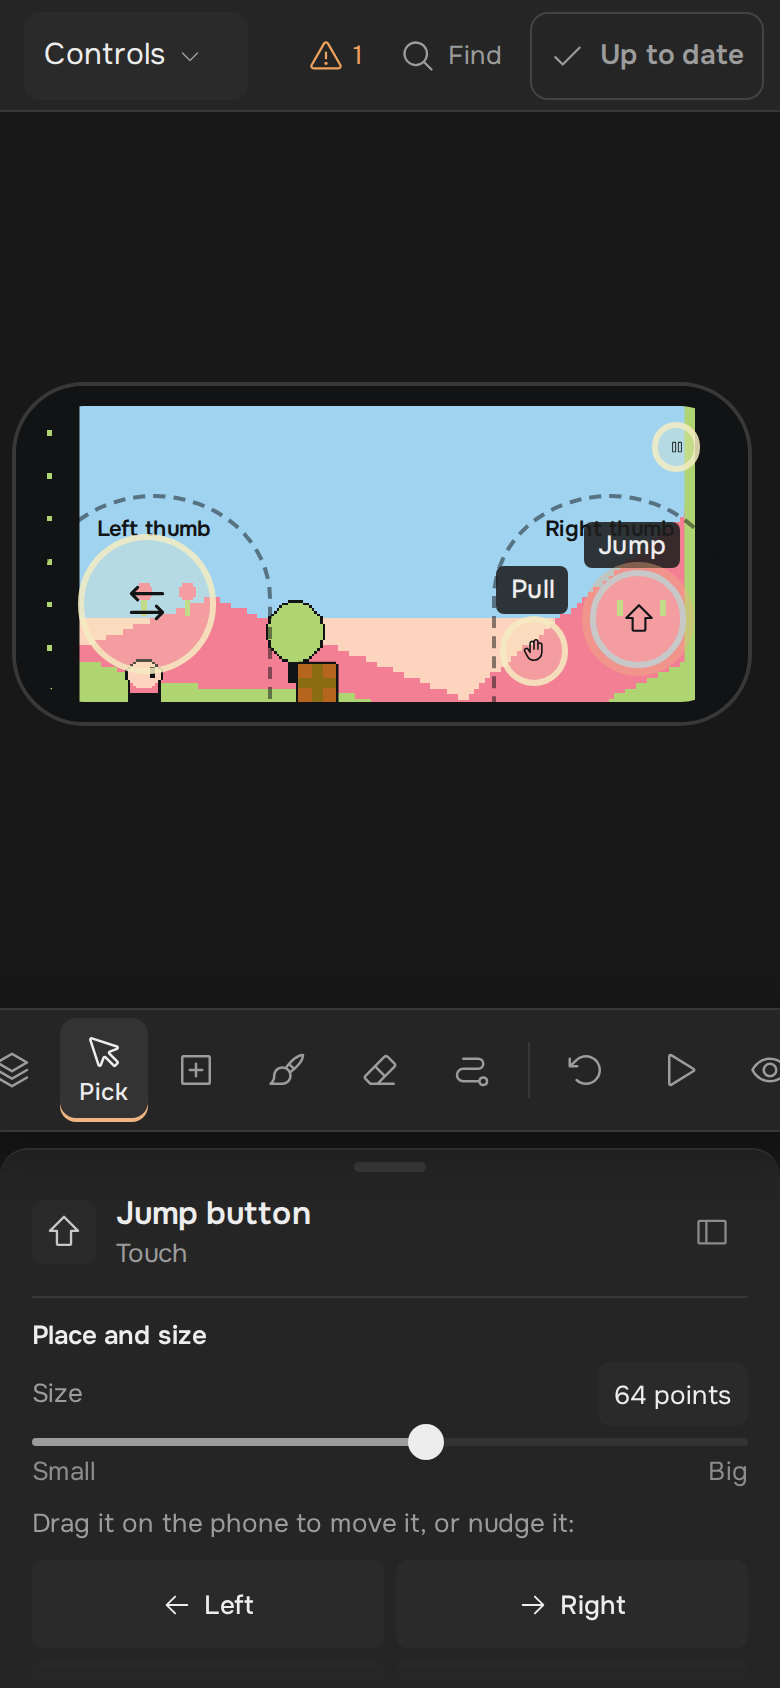 Controls
1
Find
Up to date
Left thumb
Right thumb
Jump
Pull
Pick
Jump button
Touch
Place and size
Size
64 points
Small
Big
Drag it on the phone to move it, or nudge it:
Left
Right